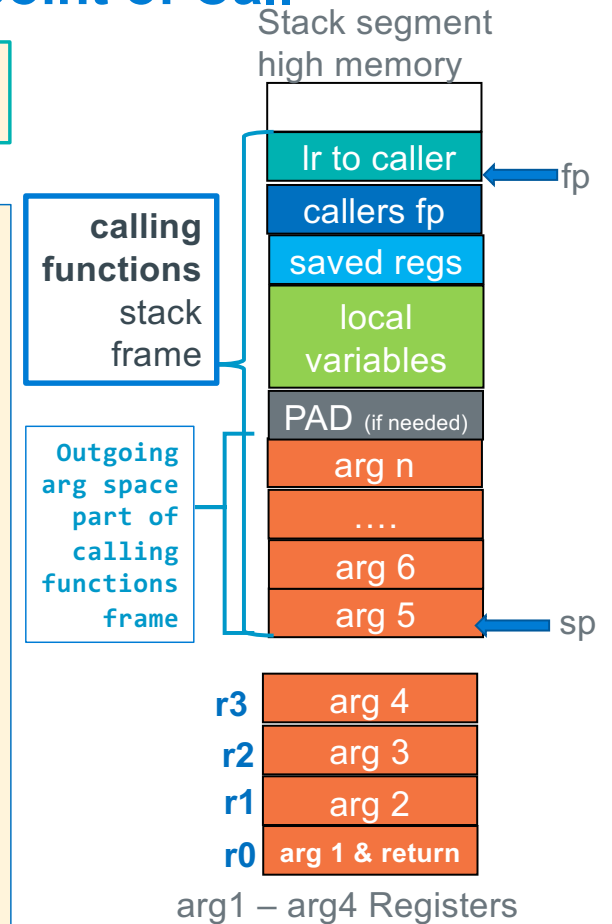 Stack segment
high memory
lr to caller
fp
callers fp
saved regs
calling
functions
stack
frame
local
variables
PAD (if needed)
Outgoing
arg space
part of
calling
functions
frame
arg n
....
arg 6
arg 5
sp
r3 arg 4
r2 arg 3
r1 arg 2
r0 arg 1 & return
arg1 – arg4 Registers